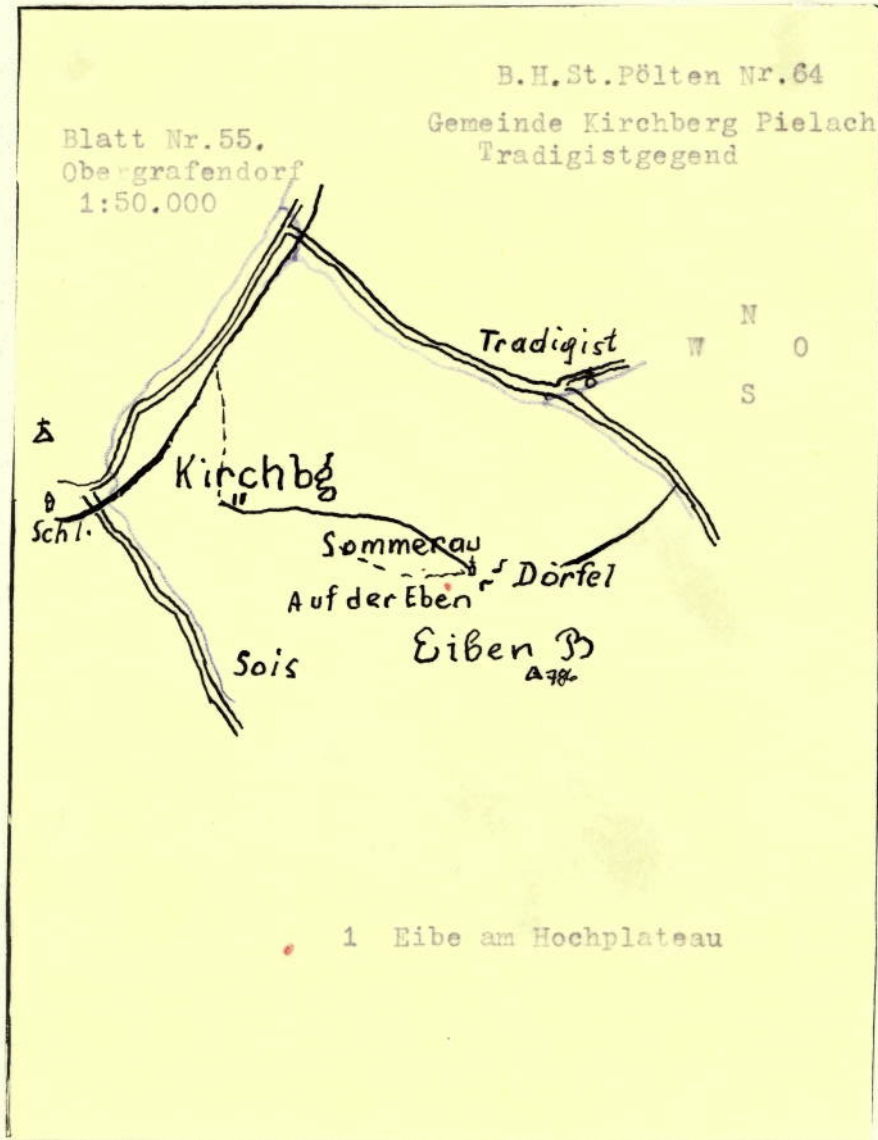 B.H.St.Pölten Nr.64
Gemeinde Kirchberg Pielach
Tradigistgegend
Blatt Nr.55.
Obergrafendorf
1:50.000
N
W O
S
Tradigist
Kirchbg
Schl.
Sommerau
Dörfel
Auf der Eben
Eiben B
786
Sois
1 Eibe am Hochplateau